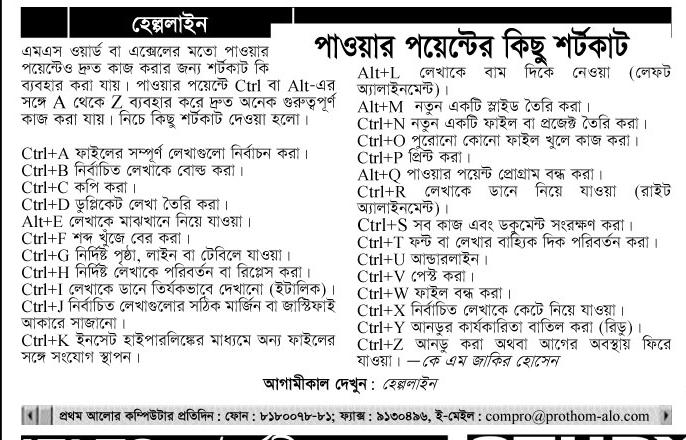 হেল্পলাইন
পাওয়ার পয়েন্টের কিছু শর্টকাট
এমএস ওয়ার্ড বা এক্সেলের মতো পাওয়ার
পয়েন্টেও দ্রুত কাজ করার জন্য শর্টকাট কি
ব্যবহার করা যায়। পাওয়ার পয়েন্টে Ctrl বা Alt-এর
সঙ্গে A থেকে Z ব্যবহার করে দ্রুত অনেক গুরুত্বপূর্ণ
কাজ করা যায়। নিচে কিছু শর্টকাট দেওয়া হলো।
Ctrl+A ফাইলের সম্পূর্ণ লেখাগুলো নির্বাচন করা।
Ctrl+B নির্বাচিত লেখাকে বোল্ড করা।
Ctrl+C কপি করা।
Ctrl+D ডুপ্লিকেট লেখা তৈরি করা।
Alt+E লেখাকে মাঝখানে নিয়ে যাওয়া।
Ctrl+F শব্দ খুঁজে বের করা।
Ctrl+G নির্দিষ্ট পৃষ্ঠা, লাইন বা টেবিলে যাওয়া।
Ctrl+H নির্দিষ্ট লেখাকে পরিবর্তন বা রিপ্লেস করা।
Ctrl+I লেখাকে ডানে তির্যকভাবে দেখানো (ইটালিক)।
Ctrl+J নির্বাচিত লেখাগুলোর সঠিক মার্জিন বা জাস্টিফাই
আকারে সাজানো।
Ctrl+K ইনসেট হাইপারলিঙ্কের মাধ্যমে অন্য ফাইলের
সঙ্গে সংযোগ স্থাপন।
Alt+L লেখাকে বাম দিকে নেওয়া (লেফট
অ্যালাইনমেন্ট)।
Alt+M নতুন একটি স্লাইড তৈরি করা।
Ctrl+N নতুন একটি ফাইল বা প্রজেক্ট তৈরি করা।
Ctrl+O পুরোনো কোনো ফাইল খুলে কাজ করা।
Ctrl+P প্রিন্ট করা।
Alt+Q পাওয়ার পয়েন্ট প্রোগ্রাম বন্ধ করা।
Ctrl+R লেখাকে ডানে নিয়ে যাওয়া (রাইট
অ্যালাইনমেন্ট)।
Ctrl+S সব কাজ এবং ডকুমেন্ট সংরক্ষণ করা।
Ctrl+T ফন্ট বা লেখার বাহ্যিক দিক পরিবর্তন করা।
Ctrl+U আন্ডারলাইন।
Ctrl+V পেস্ট করা।
Ctrl+W ফাইল বন্ধ করা।
Ctrl+X নির্বাচিত লেখাকে কেটে নিয়ে যাওয়া।
Ctrl+Y আনডুর কার্যকারিতা বাতিল করা (রিডু)।
Ctrl+Z আনডু করা অথবা আগের অবস্থায় ফিরে
যাওয়া। —কে এম জাকির হোসেন
আগামীকাল দেখুন : হেল্পলাইন
প্রথম আলোর কম্পিউটার প্রতিদিন : ফোন : ৮১৮০০৭৮-৮১; ফ্যাক্স : ৯১৩০৪৯৬, ই-মেইল : compro@prothom-alo.com